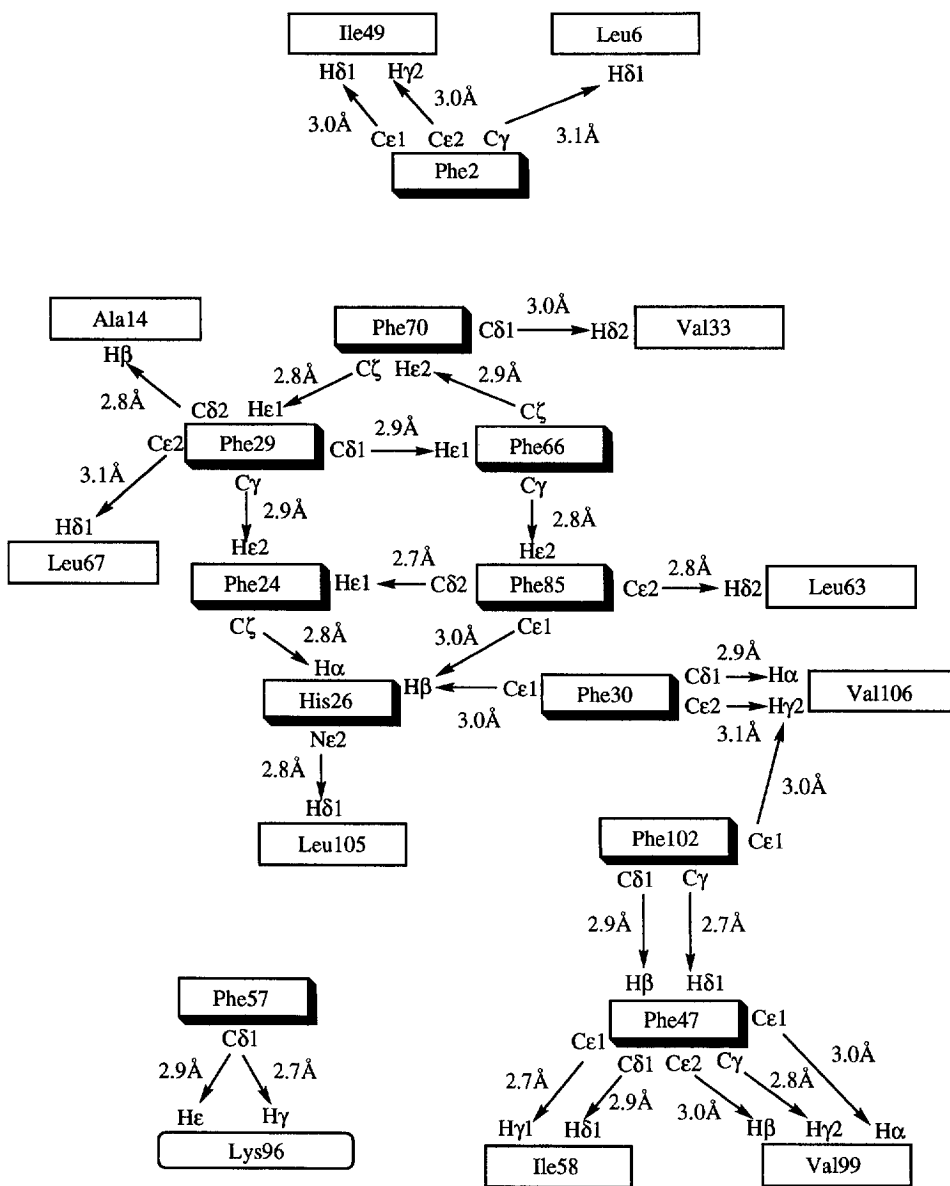 Ile49 Leu6
Hδ1 Hγ2 Hδ1
3.0Å 3.0Å 3.1Å
Cε1 Cε2 Cγ
Phe2
Ala14 Phe70 Cδ1 3.0Å Hδ2 Val33
Hβ Cζ Hε2
2.8Å 2.8Å 2.9Å
Cδ2 Hε1 Cζ
Cε2 Phe29 Cδ1 2.9Å Hε1 Phe66
3.1Å Cγ Cγ
2.9Å 2.8Å
Hδ1 Hε2 Hε2
Leu67 Phe24 Hε1 2.7Å Cδ2 Phe85 Cε2 2.8Å Hδ2 Leu63
Cζ Cε1
2.8Å 3.0Å
Hα 2.9Å
His26 Hβ 3.0Å Cε1 Phe30 Cδ1 Hα Val106
Cε2 Hγ2
Nε2 3.1Å
2.8Å 3.0Å
Hδ1
Leu105 Phe102 Cε1
Cδ1 Cγ
2.9Å 2.7Å
Hβ Hδ1
Phe57 Phe47 Cε1
Cδ1 Cε1 Cδ1 Cε2 Cγ
2.9Å 2.7Å 2.7Å 2.9Å 3.0Å 2.8Å 3.0Å
Hε Hγ Hγ1 Hδ1 Hβ Hγ2 Hα
Lys96 Ile58 Val99